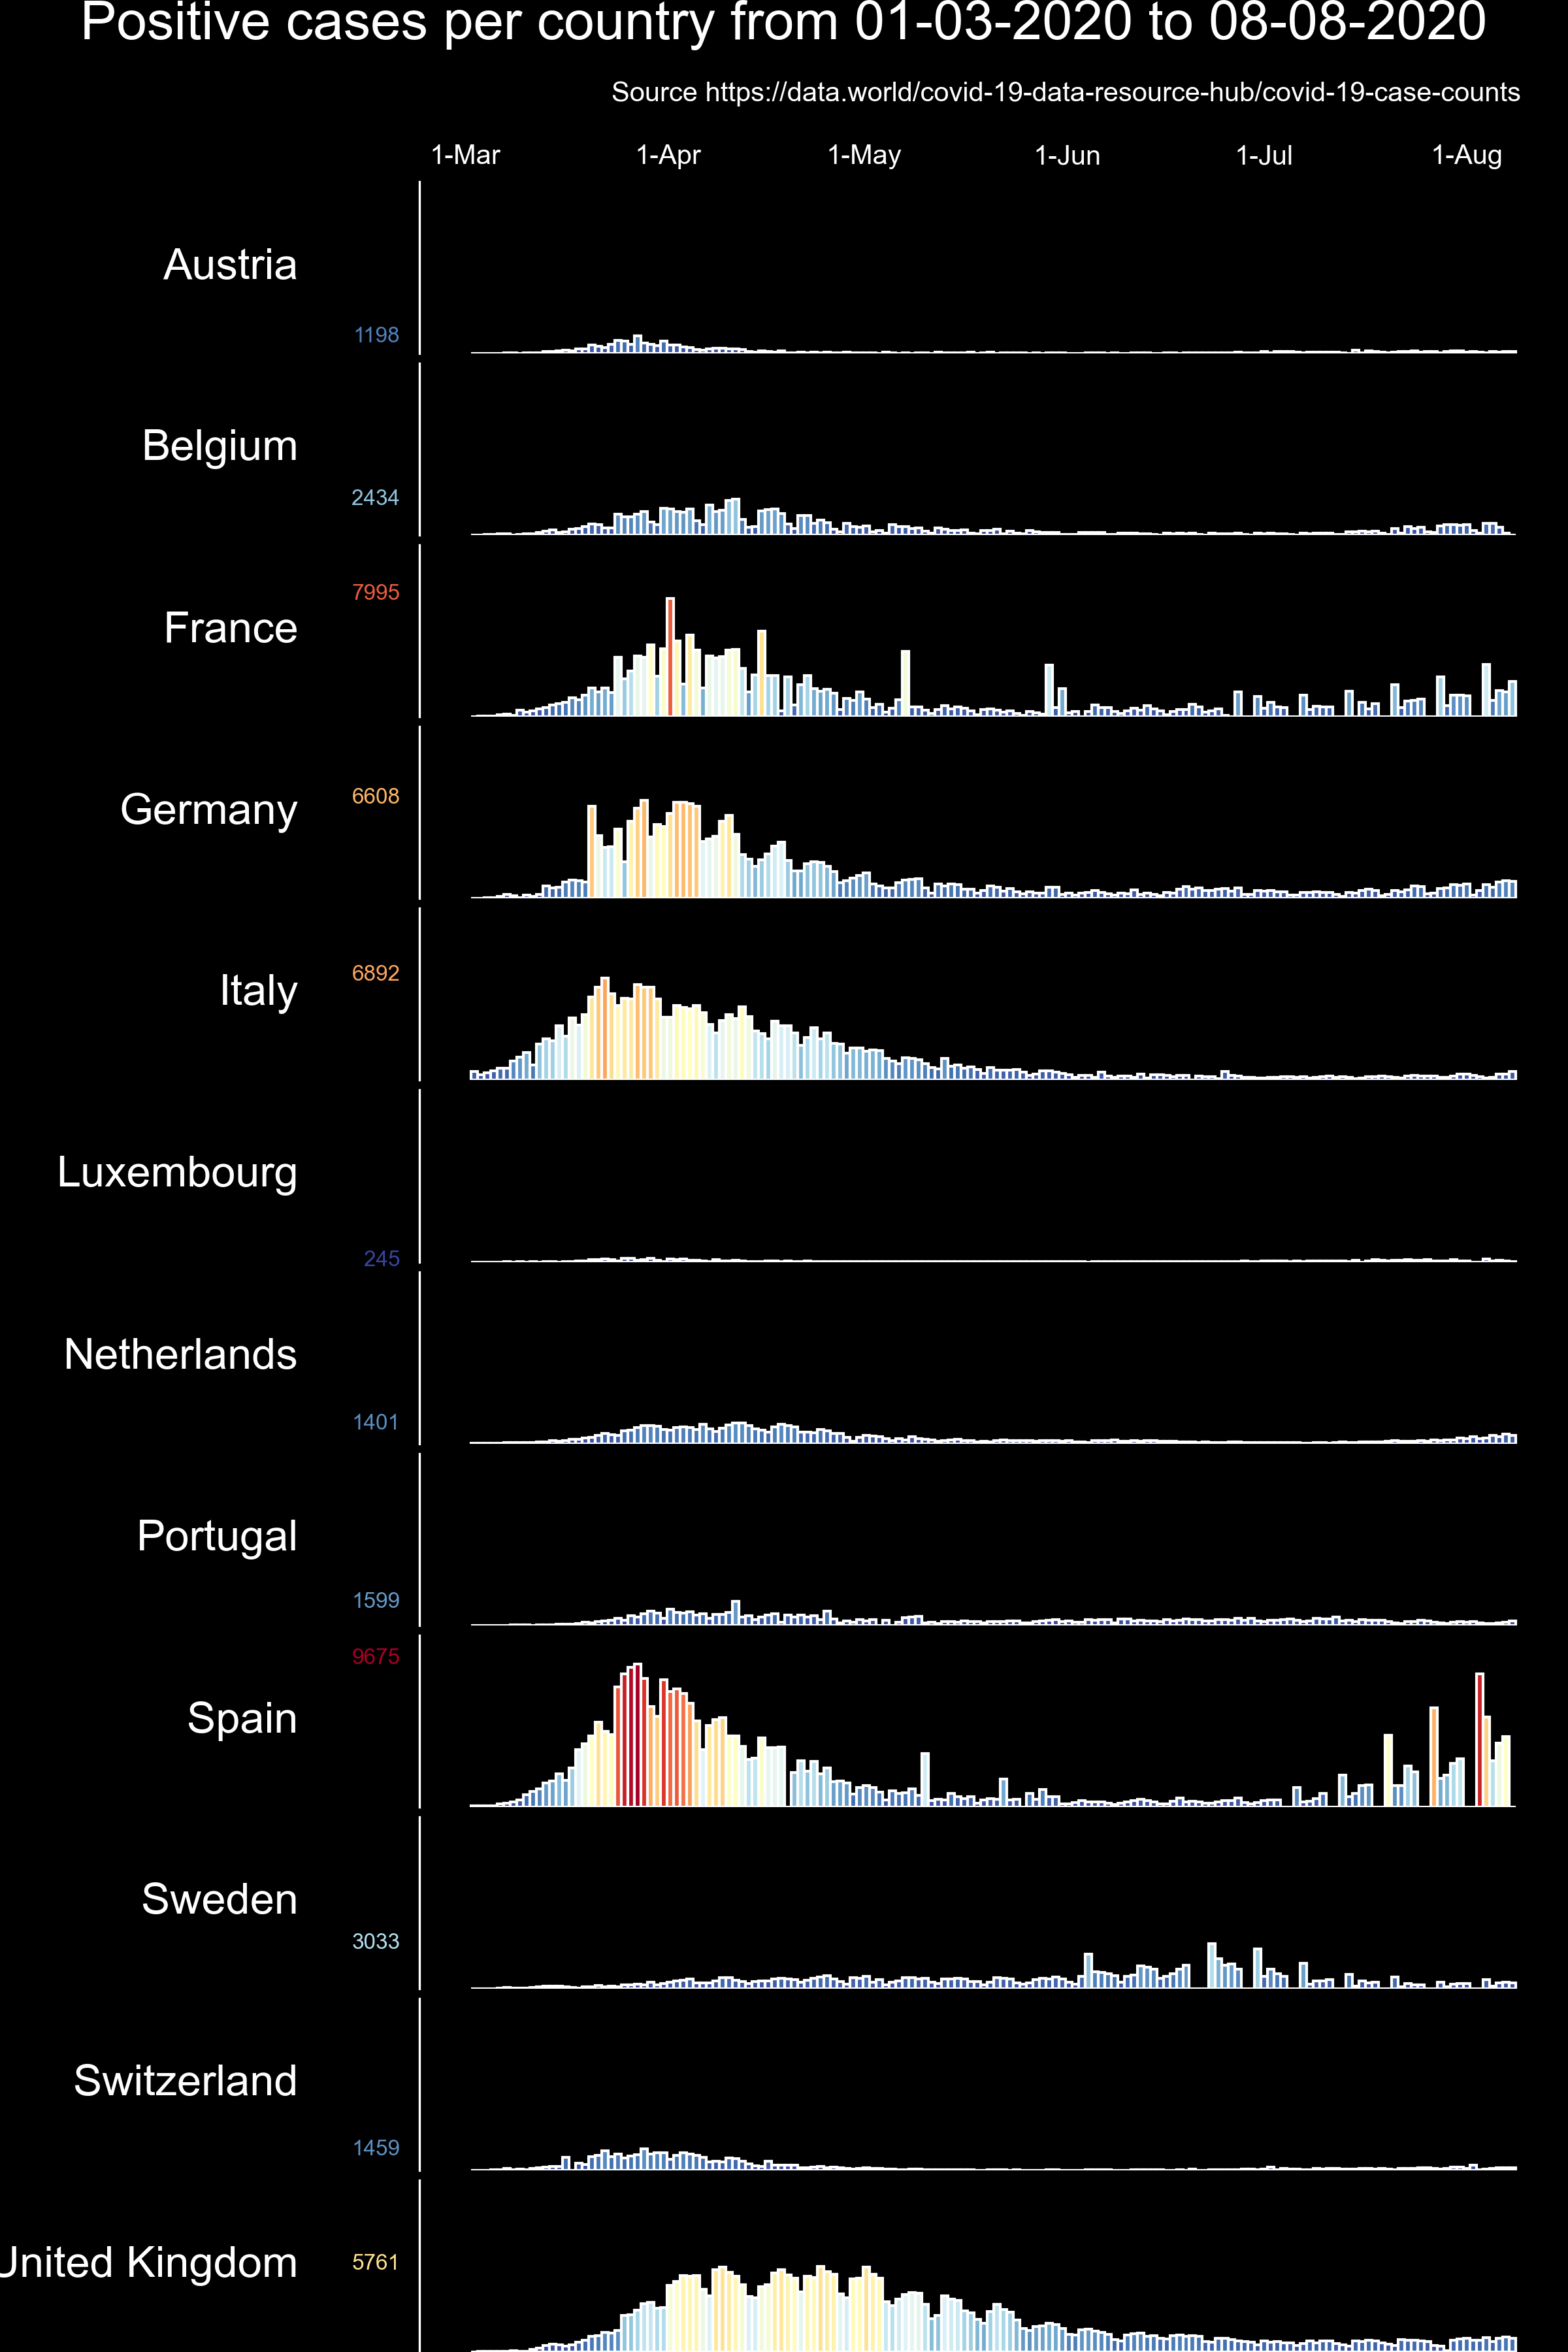 Positive cases per country from 01-03-2020 to 08-08-2020
Source https://data.world/covid-19-data-resource-hub/covid-19-case-counts
1-Mar 1-Apr 1-May 1-Jun 1-Jul 1-Aug
Austria
1198
Belgium
2434
7995
France
6608
Germany
6892
Italy
Luxembourg
245
Netherlands
1401
Portugal
1599
9675
Spain
Sweden
3033
Switzerland
1459
United Kingdom 5761